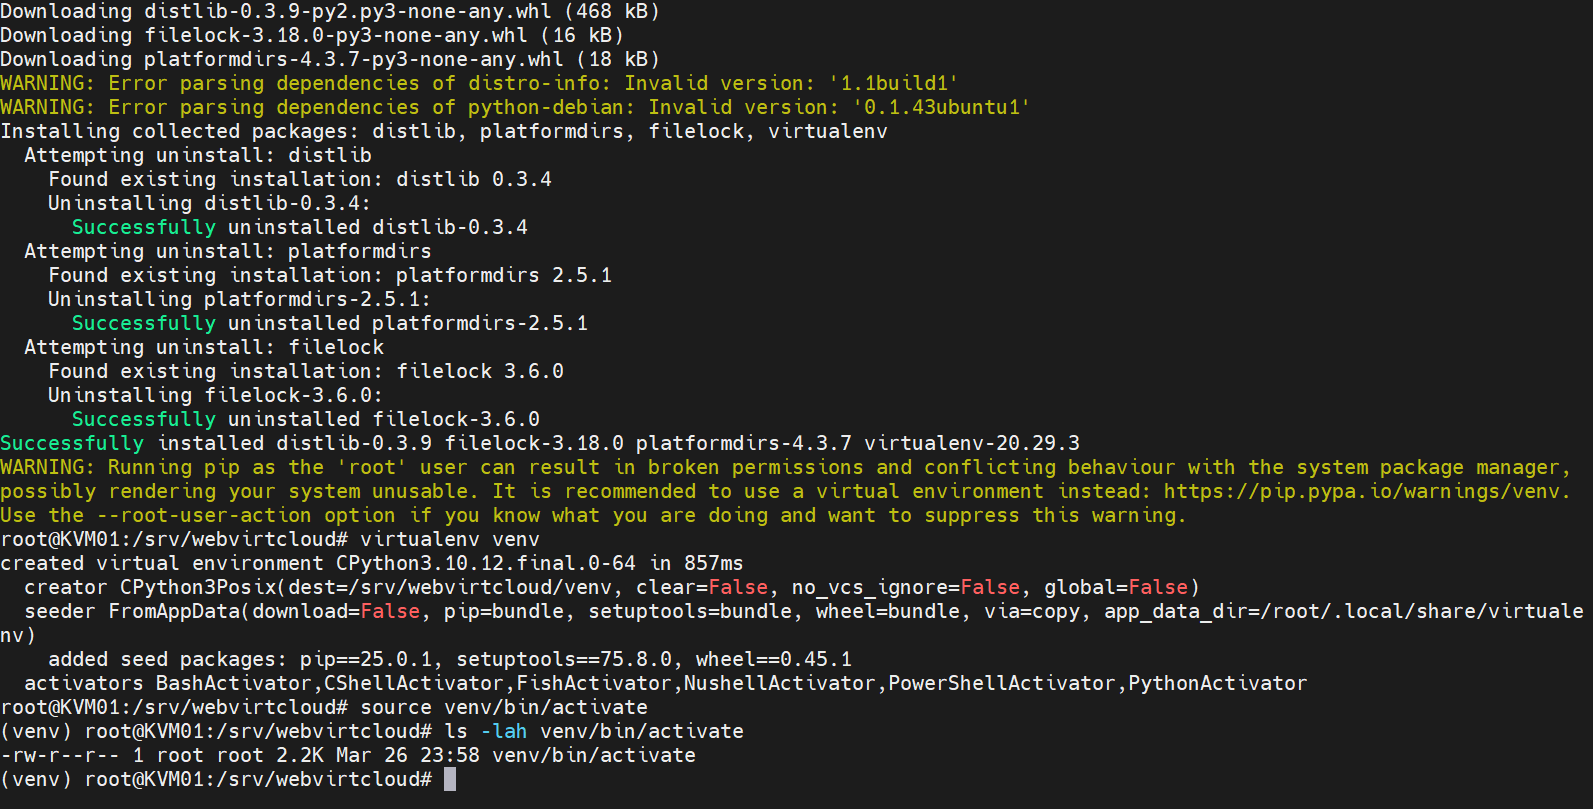 Downloading distlib-0.3.9-py2.py3-none-any.whl (468 kB)
Downloading filelock-3.18.0-py3-none-any.whl (16 kB)
Downloading platformdirs-4.3.7-py3-none-any.whl (18 kB)
WARNING: Error parsing dependencies of distro-info: Invalid version: '1.1build1'
WARNING: Error parsing dependencies of python-debian: Invalid version: '0.1.43ubuntu1'
Installing collected packages: distlib, platformdirs, filelock, virtualenv
  Attempting uninstall: distlib
    Found existing installation: distlib 0.3.4
    Uninstalling distlib-0.3.4:
      Successfully uninstalled distlib-0.3.4
  Attempting uninstall: platformdirs
    Found existing installation: platformdirs 2.5.1
    Uninstalling platformdirs-2.5.1:
      Successfully uninstalled platformdirs-2.5.1
  Attempting uninstall: filelock
    Found existing installation: filelock 3.6.0
    Uninstalling filelock-3.6.0:
      Successfully uninstalled filelock-3.6.0
Successfully installed distlib-0.3.9 filelock-3.18.0 platformdirs-4.3.7 virtualenv-20.29.3
WARNING: Running pip as the 'root' user can result in broken permissions and conflicting behaviour with the system package manager,
possibly rendering your system unusable. It is recommended to use a virtual environment instead: https://pip.pypa.io/warnings/venv.
Use the --root-user-action option if you know what you are doing and want to suppress this warning.
root@KVM01:/srv/webvirtcloud# virtualenv venv
created virtual environment CPython3.10.12.final.0-64 in 857ms
  creator CPython3Posix(dest=/srv/webvirtcloud/venv, clear=False, no_vcs_ignore=False, global=False)
  seeder FromAppData(download=False, pip=bundle, setuptools=bundle, wheel=bundle, via=copy, app_data_dir=/root/.local/share/virtuale
nv)
    added seed packages: pip==25.0.1, setuptools==75.8.0, wheel==0.45.1
  activators BashActivator,CShellActivator,FishActivator,NushellActivator,PowerShellActivator,PythonActivator
root@KVM01:/srv/webvirtcloud# source venv/bin/activate
(venv) root@KVM01:/srv/webvirtcloud# ls -lah venv/bin/activate
-rw-r--r-- 1 root root 2.2K Mar 26 23:58 venv/bin/activate
(venv) root@KVM01:/srv/webvirtcloud#